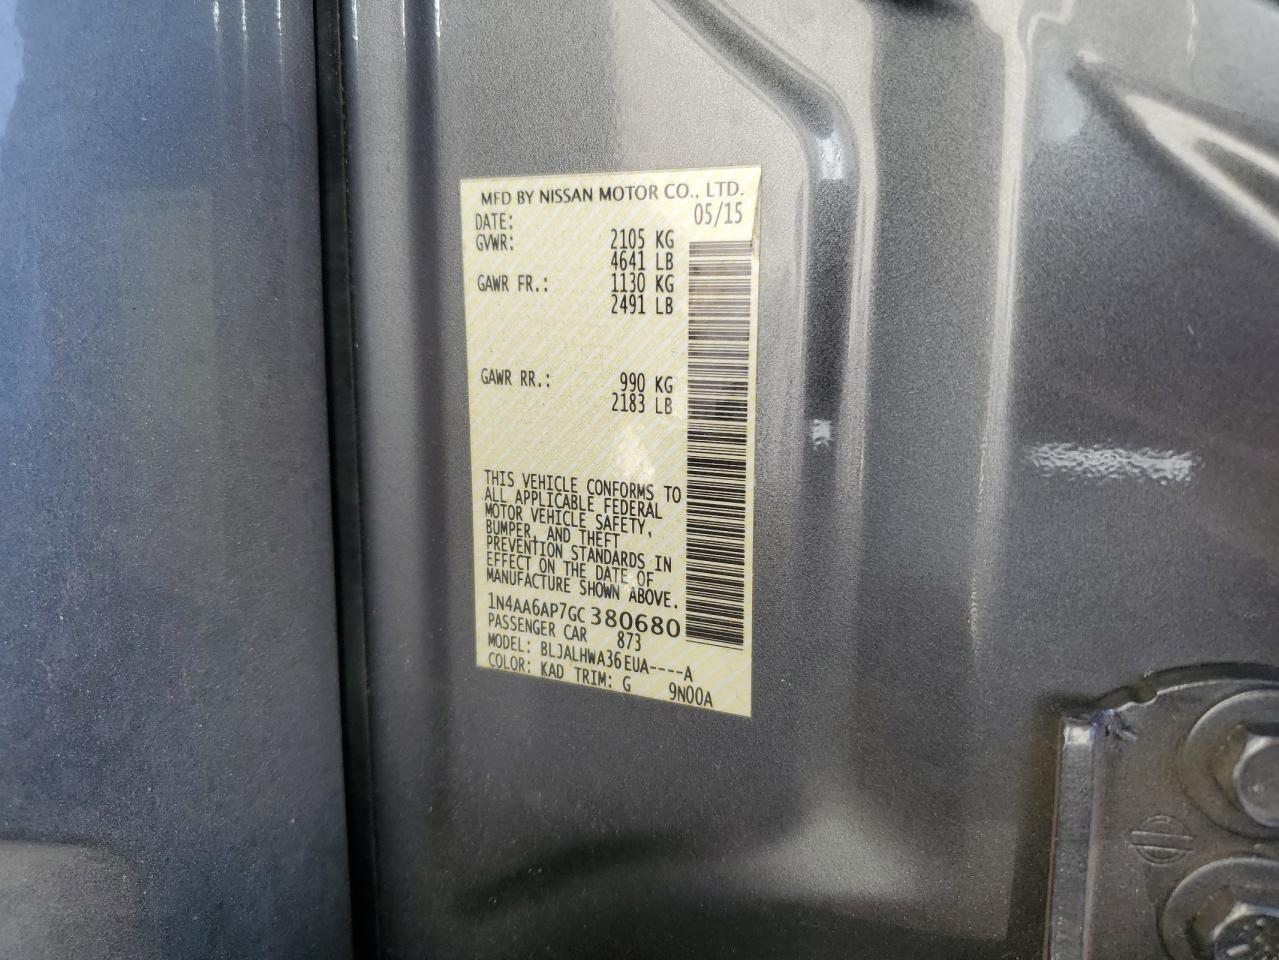 MFD BY NISSAN MOTOR CO., LTD.
DATE: 05/15
GVWR: 2105 KG
4641 LB
GAWR FR.: 1130 KG
2491 LB
GAWR RR.: 990 KG
2183 LB
THIS VEHICLE CONFORMS TO
ALL APPLICABLE FEDERAL
MOTOR VEHICLE SAFETY,
BUMPER, AND THEFT
PREVENTION STANDARDS IN
EFFECT ON THE DATE OF
MANUFACTURE SHOWN ABOVE.
1N4AA6AP7GC380680
PASSENGER CAR 873
MODEL: BLJALHWA36EUA----A
COLOR: KAD TRIM: G 9N00A